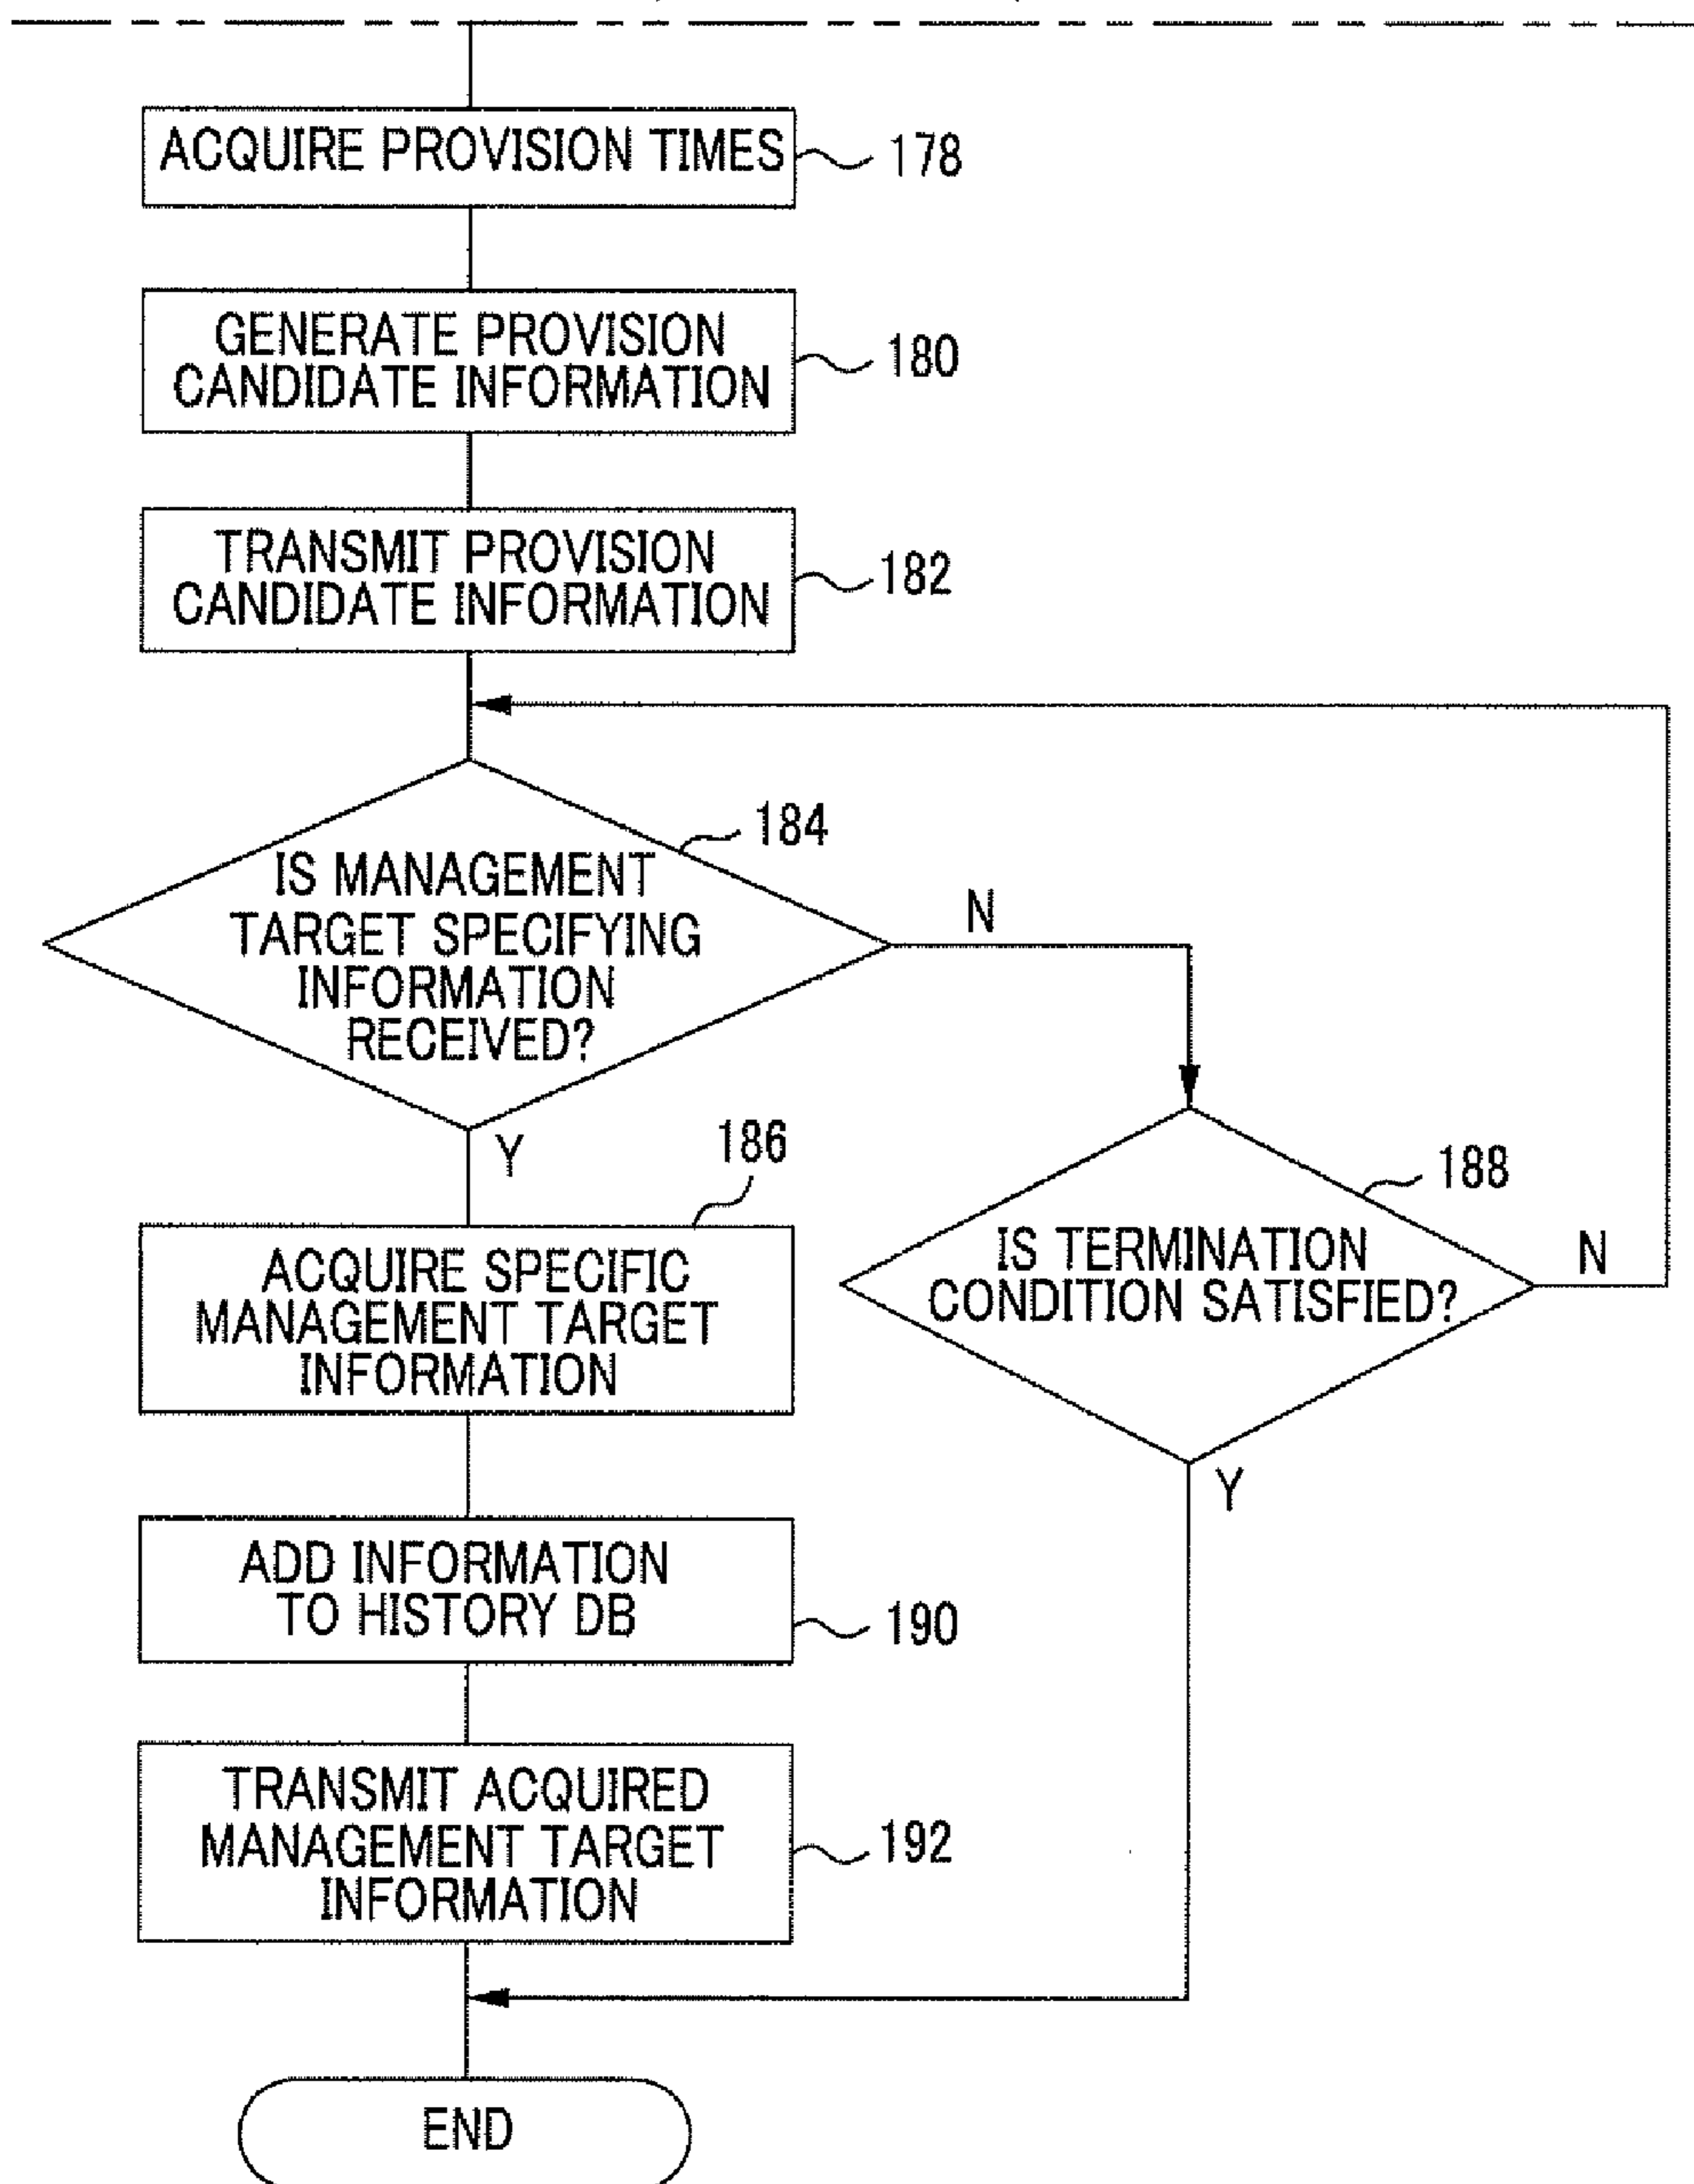 ACQUIRE PROVISION TIMES
178
GENERATE PROVISION
CANDIDATE INFORMATION
180
TRANSMIT PROVISION
CANDIDATE INFORMATION
182
184
IS MANAGEMENT
TARGET SPECIFYING
INFORMATION
RECEIVED?
N
Y
186
188
IS TERMINATION
CONDITION SATISFIED?
N
Y
ACQUIRE SPECIFIC
MANAGEMENT TARGET
INFORMATION
ADD INFORMATION
TO HISTORY DB
190
TRANSMIT ACQUIRED
MANAGEMENT TARGET
INFORMATION
192
END